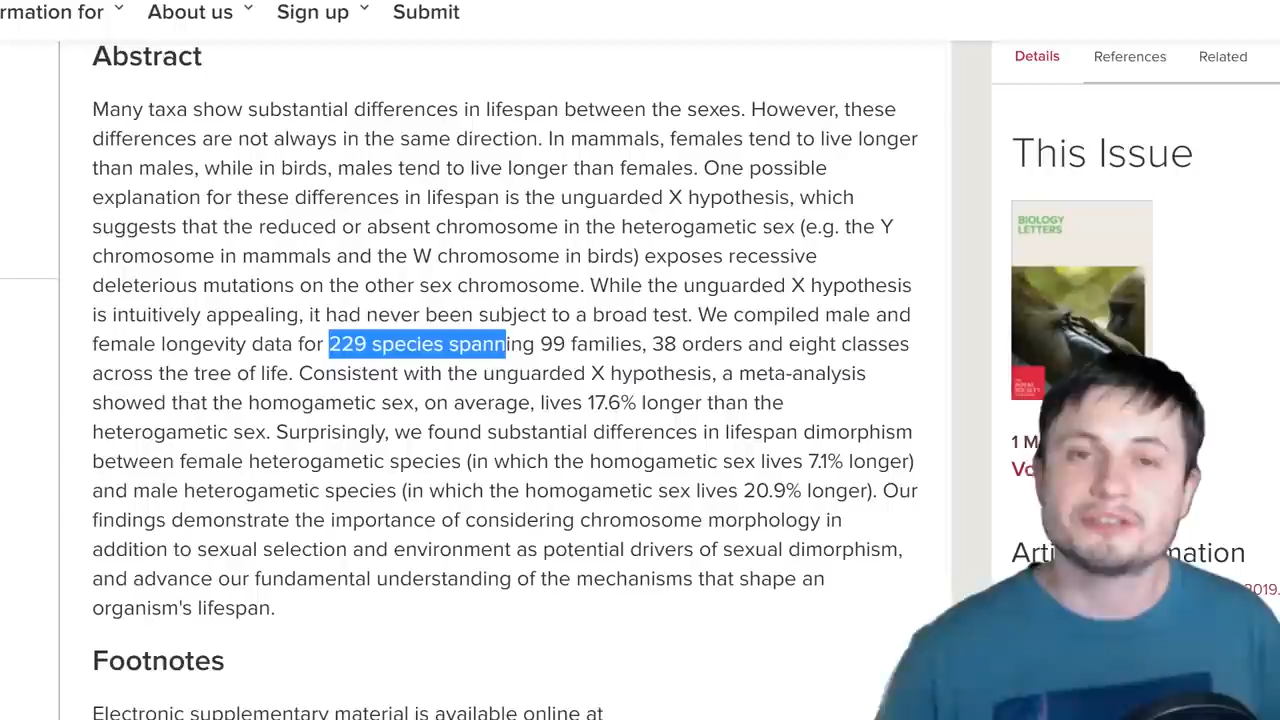 rmation for
About us
Sign up
Submit
Abstract
Many taxa show substantial differences in lifespan between the sexes. However, these
differences are not always in the same direction. In mammals, females tend to live longer
than males, while in birds, males tend to live longer than females. One possible
explanation for these differences in lifespan is the unguarded X hypothesis, which
suggests that the reduced or absent chromosome in the heterogametic sex (e.g. the Y
chromosome in mammals and the W chromosome in birds) exposes recessive
deleterious mutations on the other sex chromosome. While the unguarded X hypothesis
is intuitively appealing, it had never been subject to a broad test. We compiled male and
female longevity data for 229 species spanning 99 families, 38 orders and eight classes
across the tree of life. Consistent with the unguarded X hypothesis, a meta-analysis
showed that the homogametic sex, on average, lives 17.6% longer than the
heterogametic sex. Surprisingly, we found substantial differences in lifespan dimorphism
between female heterogametic species (in which the homogametic sex lives 7.1% longer)
and male heterogametic species (in which the homogametic sex lives 20.9% longer). Our
findings demonstrate the importance of considering chromosome morphology in
addition to sexual selection and environment as potential drivers of sexual dimorphism,
and advance our fundamental understanding of the mechanisms that shape an
organism's lifespan.
Footnotes
Electronic supplementary material is available online at
Details
References
Related
This Issue
BIOLOGY
LETTERS
1 M
Vo
Arti mation
2019.